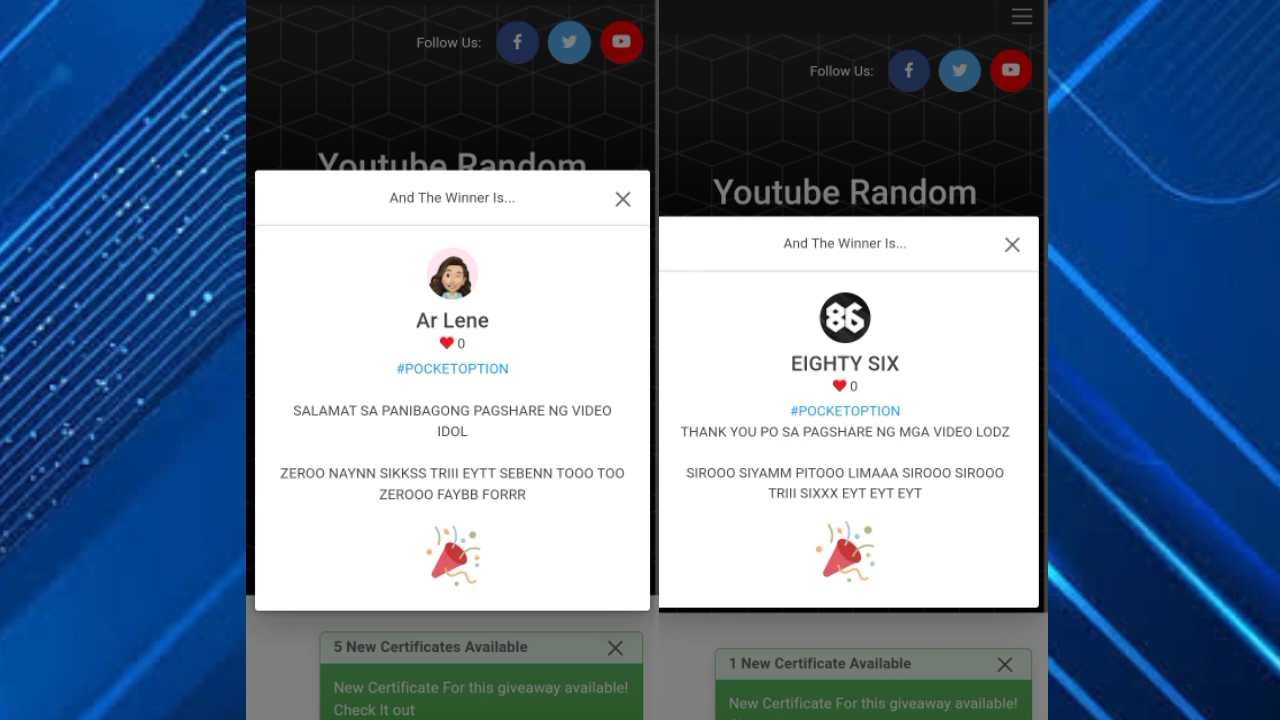 Follow Us:
Youtube Random
And The Winner Is...
Ar Lene
0
#POCKETOPTION
SALAMAT SA PANIBAGONG PAGSHARE NG VIDEO
IDOL
ZEROO NAYNN SIKKSS TRIII EYTT SEBENN TOOO TOO
ZEROOO FAYBB FORRR
5 New Certificates Available
New Certificate For this giveaway available!
Check It out
Follow Us:
Youtube Random
And The Winner Is...
86
EIGHTY SIX
0
#POCKETOPTION
THANK YOU PO SA PAGSHARE NG MGA VIDEO LODZ
SIROOO SIYAMM PITOOO LIMAAA SIROOO SIROOO
TRIII SIXXX EYT EYT EYT
1 New Certificate Available
New Certificate For this giveaway available!